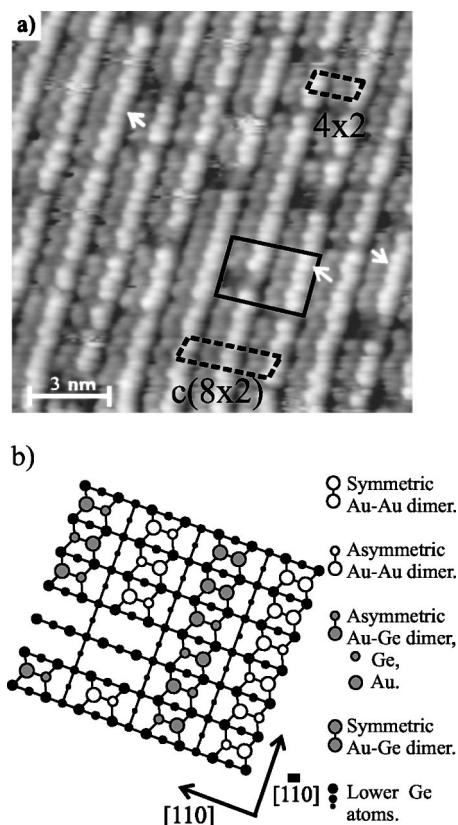 a)
4x2
c(8x2)
3 nm
b)
Symmetric
Au-Au dimer.
Asymmetric
Au-Au dimer.
Asymmetric
Au-Ge dimer,
Ge,
Au.
Symmetric
Au-Ge dimer.
Lower Ge
atoms.
[110]
[1̅10]